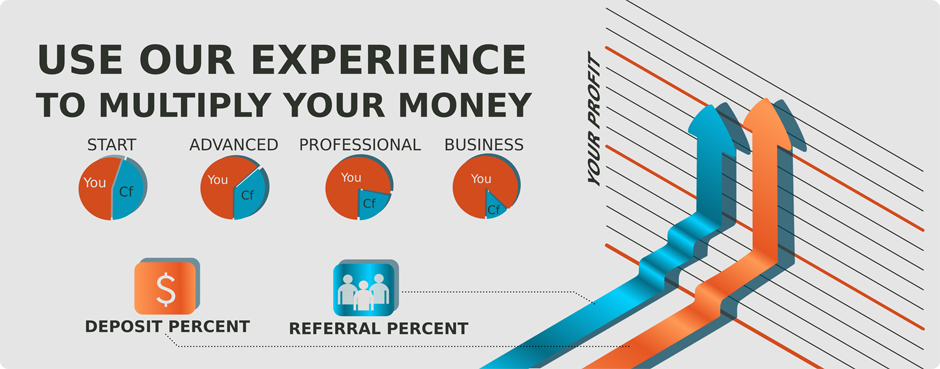 USE OUR EXPERIENCE
TO MULTIPLY YOUR MONEY
START
You
Cf
ADVANCED
You
Cf
PROFESSIONAL
You
Cf
BUSINESS
You
Cf
$
DEPOSIT PERCENT
REFERRAL PERCENT
YOUR PROFIT